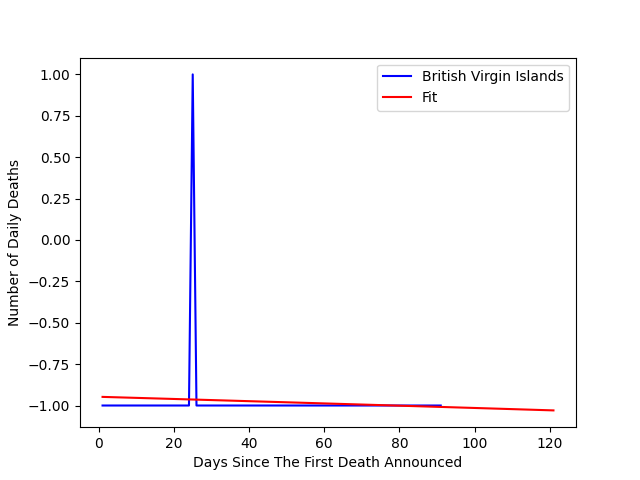 British Virgin Islands
Fit
1.00
0.75
0.50
0.25
0.00
−0.25
−0.50
−0.75
−1.00
Number of Daily Deaths
0 20 40 60 80 100 120
Days Since The First Death Announced